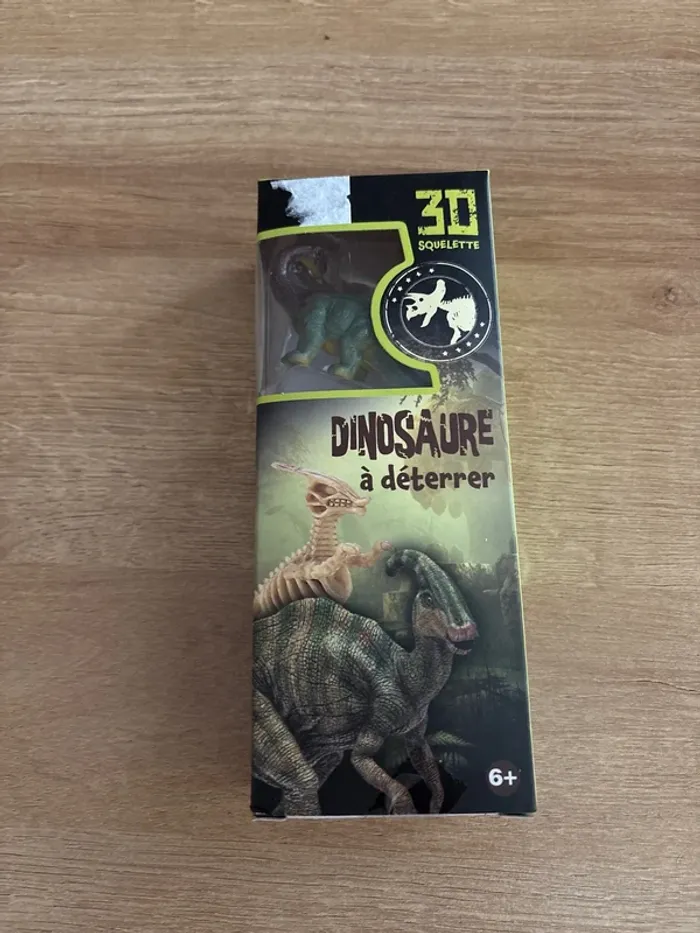 3D
SQUELETTE
DINOSAURE
à déterrer
6+